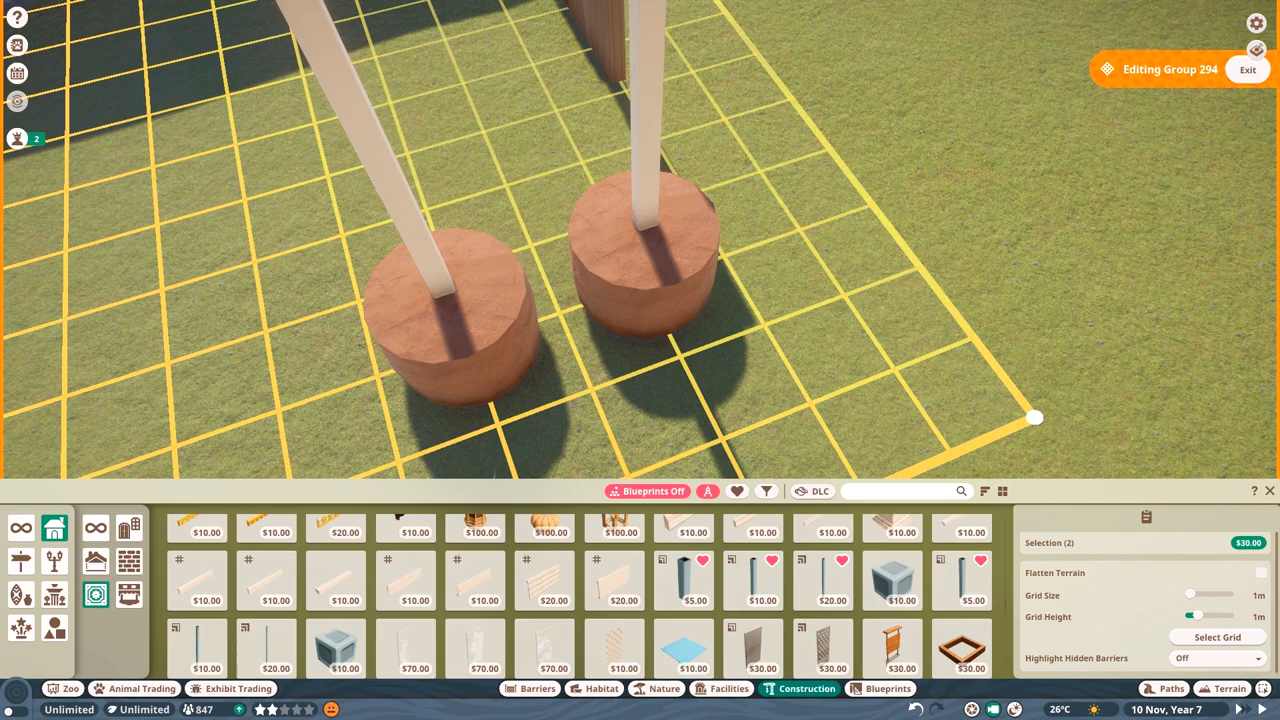 Editing Group 294
Exit
2
Blueprints Off
DLC
?
$10.00 $10.00 $20.00 $10.00 $100.00 $100.00 $100.00 $10.00 $10.00 $10.00 $10.00 $10.00
$10.00 $10.00 $10.00 $10.00 $10.00 $20.00 $20.00 $5.00 $10.00 $20.00 $10.00 $5.00
$10.00 $20.00 $10.00 $70.00 $70.00 $70.00 $10.00 $10.00 $30.00 $30.00 $30.00 $30.00
Selection (2) $30.00
Flatten Terrain
Grid Size 1m
Grid Height 1m
Select Grid
Highlight Hidden Barriers Off
Zoo Animal Trading Exhibit Trading Barriers Habitat Nature Facilities Construction Blueprints Paths Terrain
Unlimited Unlimited 847 26°C 10 Nov, Year 7